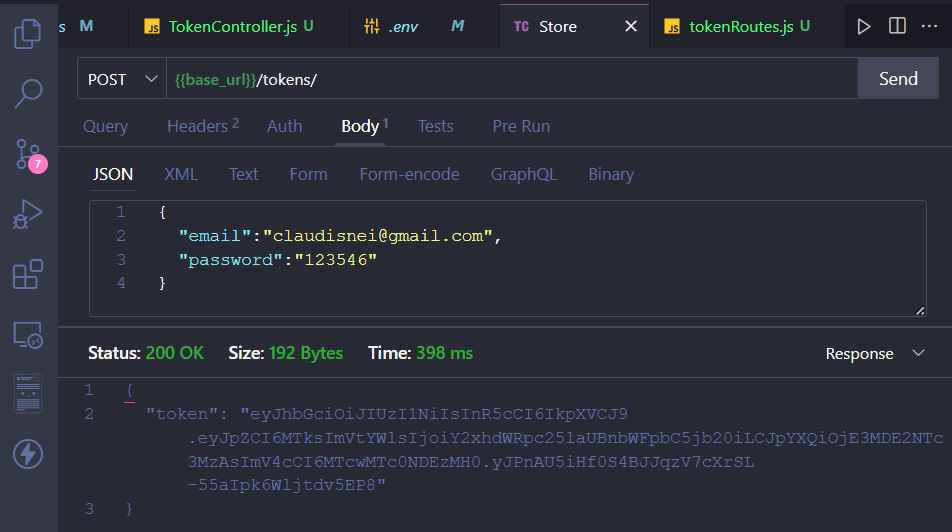 s M TokenController.js U .env M TC Store tokenRoutes.js U
POST {{base_url}}/tokens/ Send
Query Headers 2 Auth Body 1 Tests Pre Run
JSON XML Text Form Form-encode GraphQL Binary
7
1 {
2 "email":"claudisnei@gmail.com",
3 "password":"123546"
4 }
Status: 200 OK Size: 192 Bytes Time: 398 ms Response
1 {
2 "token": "eyJhbGciOiJIUzI1NiIsInR5cCI6IkpXVCJ9
.eyJpZCI6MTksImVtYWlsIjoiY2xhdWRpc25laUBnbWFpbC5jb20iLCJpYXQiOjE3MDE2NTc
3MzAsImV4cCI6MTcwMTc0NDEzMH0.yJPnAU5iHf0S4BJJqzV7cXrSL
-55aIpk6Wljtdv5EP8"
3 }